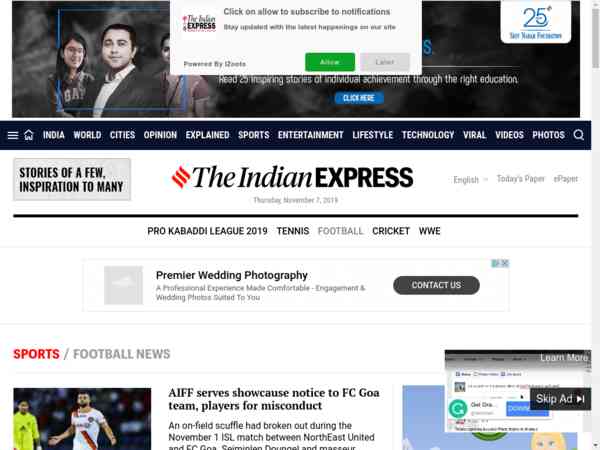 The Indian EXPRESS
Click on allow to subscribe to notifications
Stay updated with the latest happenings on our site
Powered By iZooto
Allow
Later
25
Read 25 inspiring stories of individual achievement through the right education.
CLICK HERE
INDIA WORLD CITIES OPINION EXPLAINED SPORTS ENTERTAINMENT LIFESTYLE TECHNOLOGY VIRAL VIDEOS PHOTOS
STORIES OF A FEW,
INSPIRATION TO MANY
The Indian EXPRESS
Thursday, November 7, 2019
English Today's Paper ePaper
PRO KABADDI LEAGUE 2019 TENNIS FOOTBALL CRICKET WWE
Premier Wedding Photography
A Professional Experience Made Comfortable - Engagement &
Wedding Photos Suited To You
CONTACT US
SPORTS / FOOTBALL NEWS
AIFF serves showcause notice to FC Goa
team, players for misconduct
An on-field scuffle had broken out during the
November 1 ISL match between NorthEast United
and FC Goa. Seiminlen Doungel and masseur
Learn More
Get Gra...
DOWNLOAD
Skip Ad